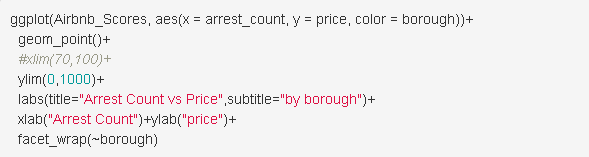 ggplot(Airbnb_Scores, aes(x = arrest_count, y = price, color = borough))+
geom_point()+
#xlim(70,100)+
ylim(0,1000)+
labs(title="Arrest Count vs Price",subtitle="by borough")+
xlab("Arrest Count")+ylab("price")+
facet_wrap(~borough)